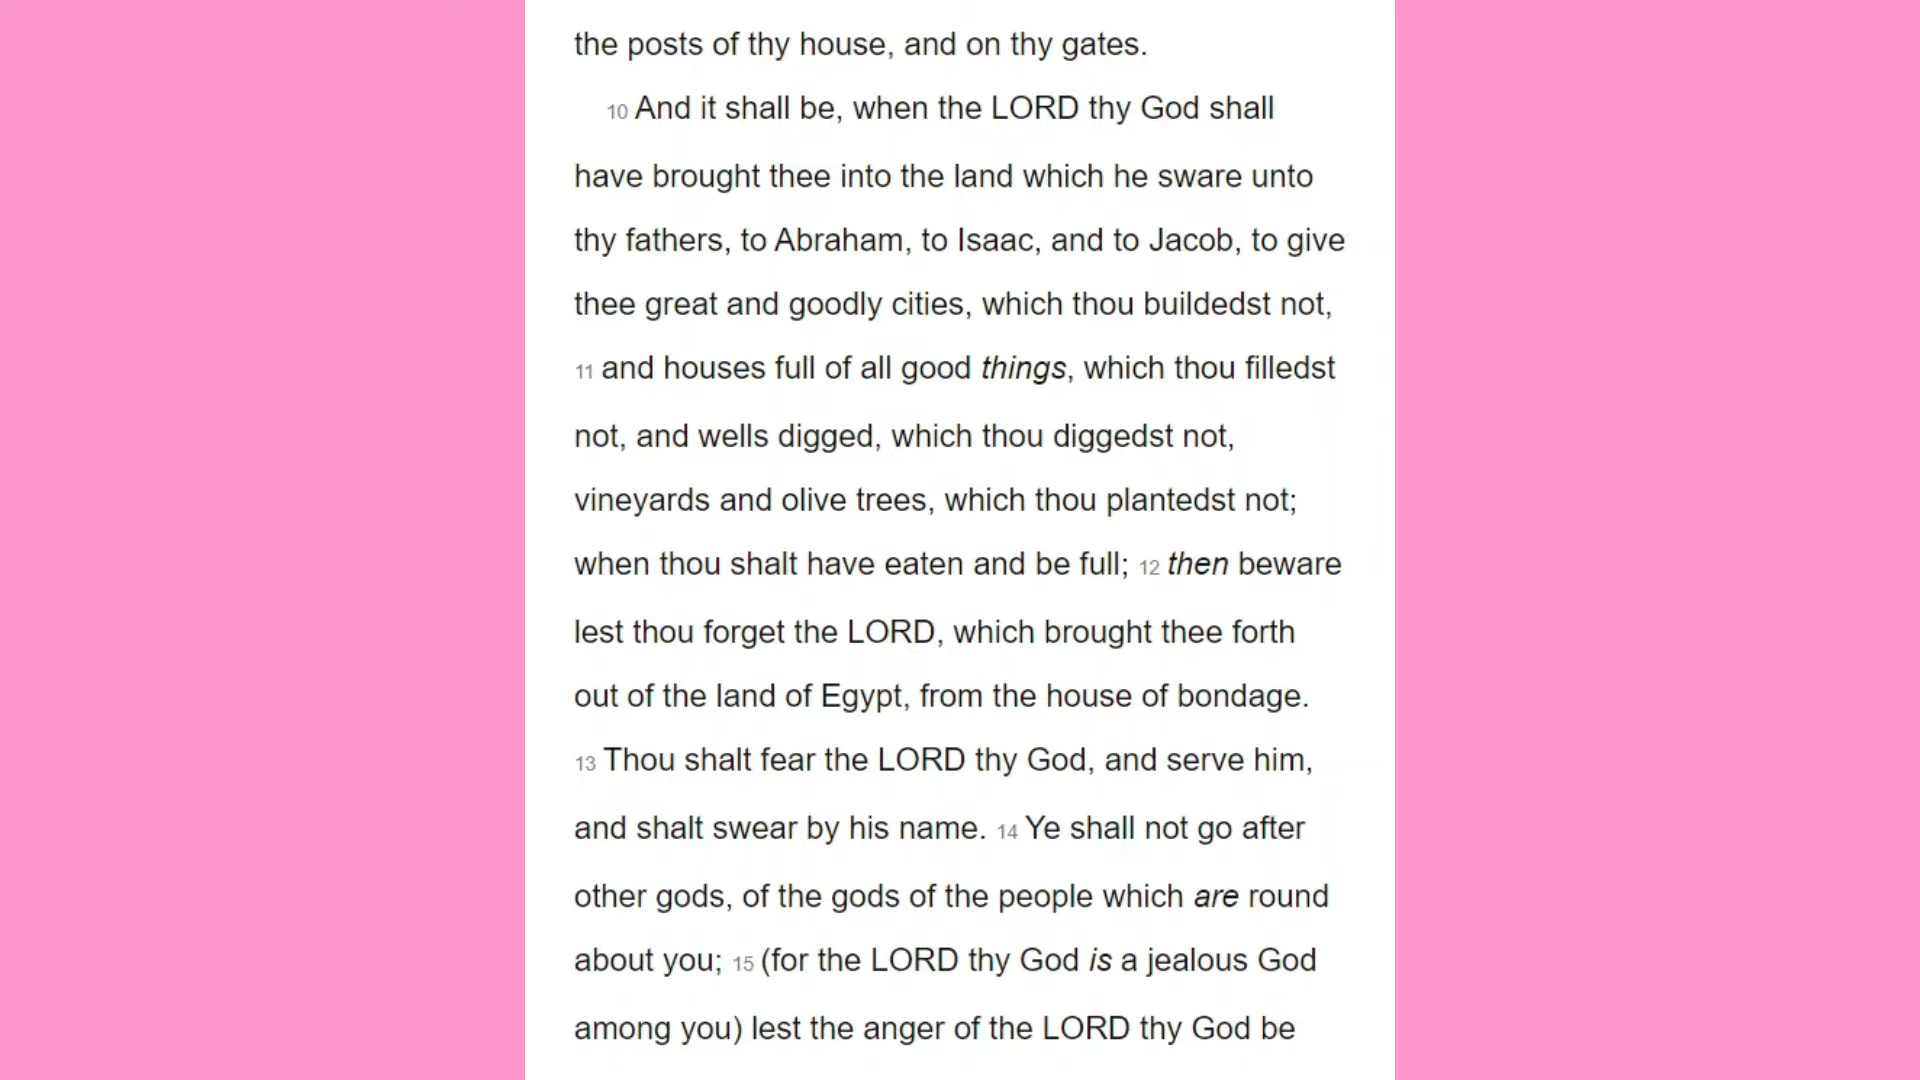 the posts of thy house, and on thy gates.
10 And it shall be, when the LORD thy God shall
have brought thee into the land which he sware unto
thy fathers, to Abraham, to Isaac, and to Jacob, to give
thee great and goodly cities, which thou buildedst not,
11 and houses full of all good things, which thou filledst
not, and wells digged, which thou diggedst not,
vineyards and olive trees, which thou plantedst not;
when thou shalt have eaten and be full; 12 then beware
lest thou forget the LORD, which brought thee forth
out of the land of Egypt, from the house of bondage.
13 Thou shalt fear the LORD thy God, and serve him,
and shalt swear by his name. 14 Ye shall not go after
other gods, of the gods of the people which are round
about you; 15 (for the LORD thy God is a jealous God
among you) lest the anger of the LORD thy God be